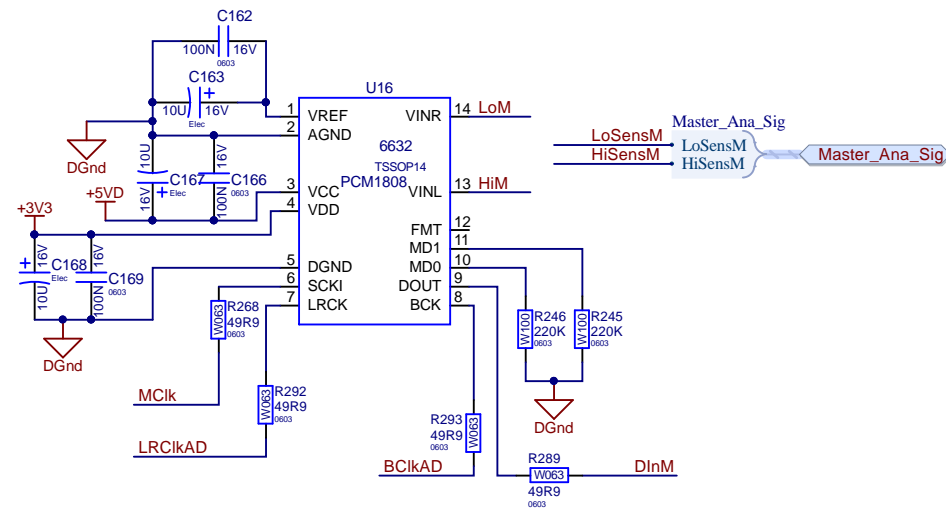 C162
100N 16V
0603
C163
+
10U 16V
Elec
DGnd
10U
16V
C167
+
Elec
16V
100N
C166
0603
+5VD
+3V3
+
16V
10U
C168
Elec
16V
100N
C169
0603
DGnd
U16
6632
TSSOP14
PCM1808
1 VREF
2 AGND
3 VCC
4 VDD
5 DGND
6 SCKI
7 LRCK
VINR 14 LoM
VINL 13 HiM
FMT 12
MD1 11
MD0 10
DOUT 9
BCK 8
W063
R268
49R9
0603
MClk
W063
R292
49R9
0603
LRClkAD
R293
49R9
0603
W063
BClkAD
R289
W063
49R9
0603
DInM
W100
R246
220K
0603
W100
R245
220K
0603
DGnd
Master_Ana_Sig
LoSensM LoSensM
HiSensM HiSensM
Master_Ana_Sig